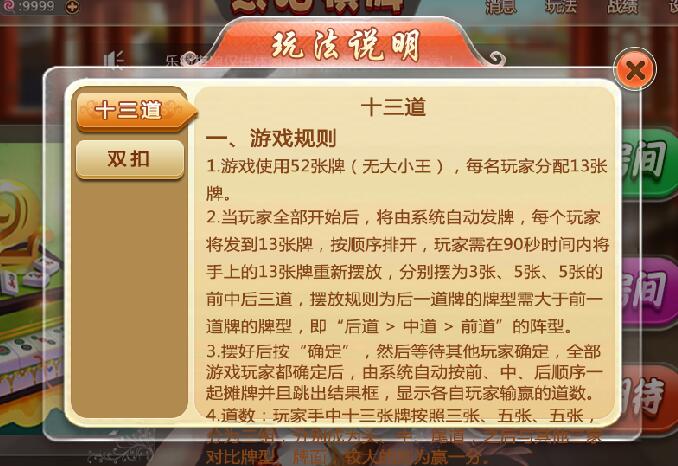 :9999
消息 玩法 战绩
玩法说明
十三道
双扣
十三道
一、游戏规则
1.游戏使用52张牌（无大小王），每名玩家分配13张
牌。
2.当玩家全部开始后，将由系统自动发牌，每个玩家
将发到13张牌，按顺序排开，玩家需在90秒时间内将
手上的13张牌重新摆放，分别摆为3张、5张、5张的
前中后三道，摆放规则为后一道牌的牌型需大于前一
道牌的牌型，即“后道 > 中道 > 前道”的阵型。
3.摆好后按“确定”，然后等待其他玩家确定，全部
游戏玩家都确定后，由系统自动按前、中、后顺序一
起摊牌并且跳出结果框，显示各自玩家输赢的道数。
4.道数：玩家手中十三张牌按照三张、五张、五张，
对比牌型
房间
房间
期待